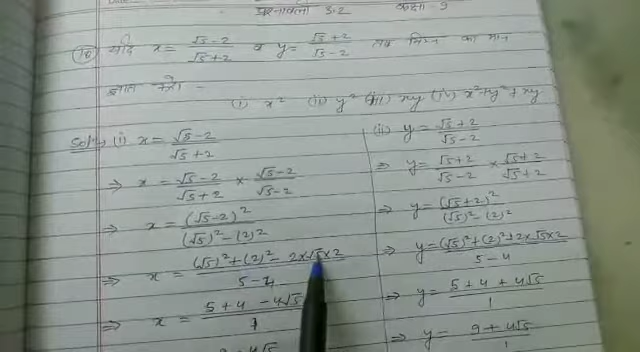 प्रश्नावली 3.2 कक्षा 9
(16) यदि x = (√5-2)/(√5+2) व y = (√5+2)/(√5-2) तब निम्न का मान
ज्ञात करो -
(i) x² (ii) y² (iii) xy (iv) x²+y²+xy
Solⁿ (i) x = (√5-2)/(√5+2)
⇒ x = (√5-2)/(√5+2) × (√5-2)/(√5-2)
⇒ x = (√5-2)²/((√5)²-(2)²)
⇒ x = ((√5)²+(2)²- 2×√5×2)/(5-4)
⇒ x = (5+4 -4√5)/1
(ii) y = (√5+2)/(√5-2)
⇒ y = (√5+2)/(√5-2) × (√5+2)/(√5+2)
⇒ y = (√5+2)²/((√5)²-(2)²)
⇒ y = ((√5)²+(2)²+2×√5×2)/(5-4)
⇒ y = (5+4+4√5)/1
⇒ y = (9+4√5)/1